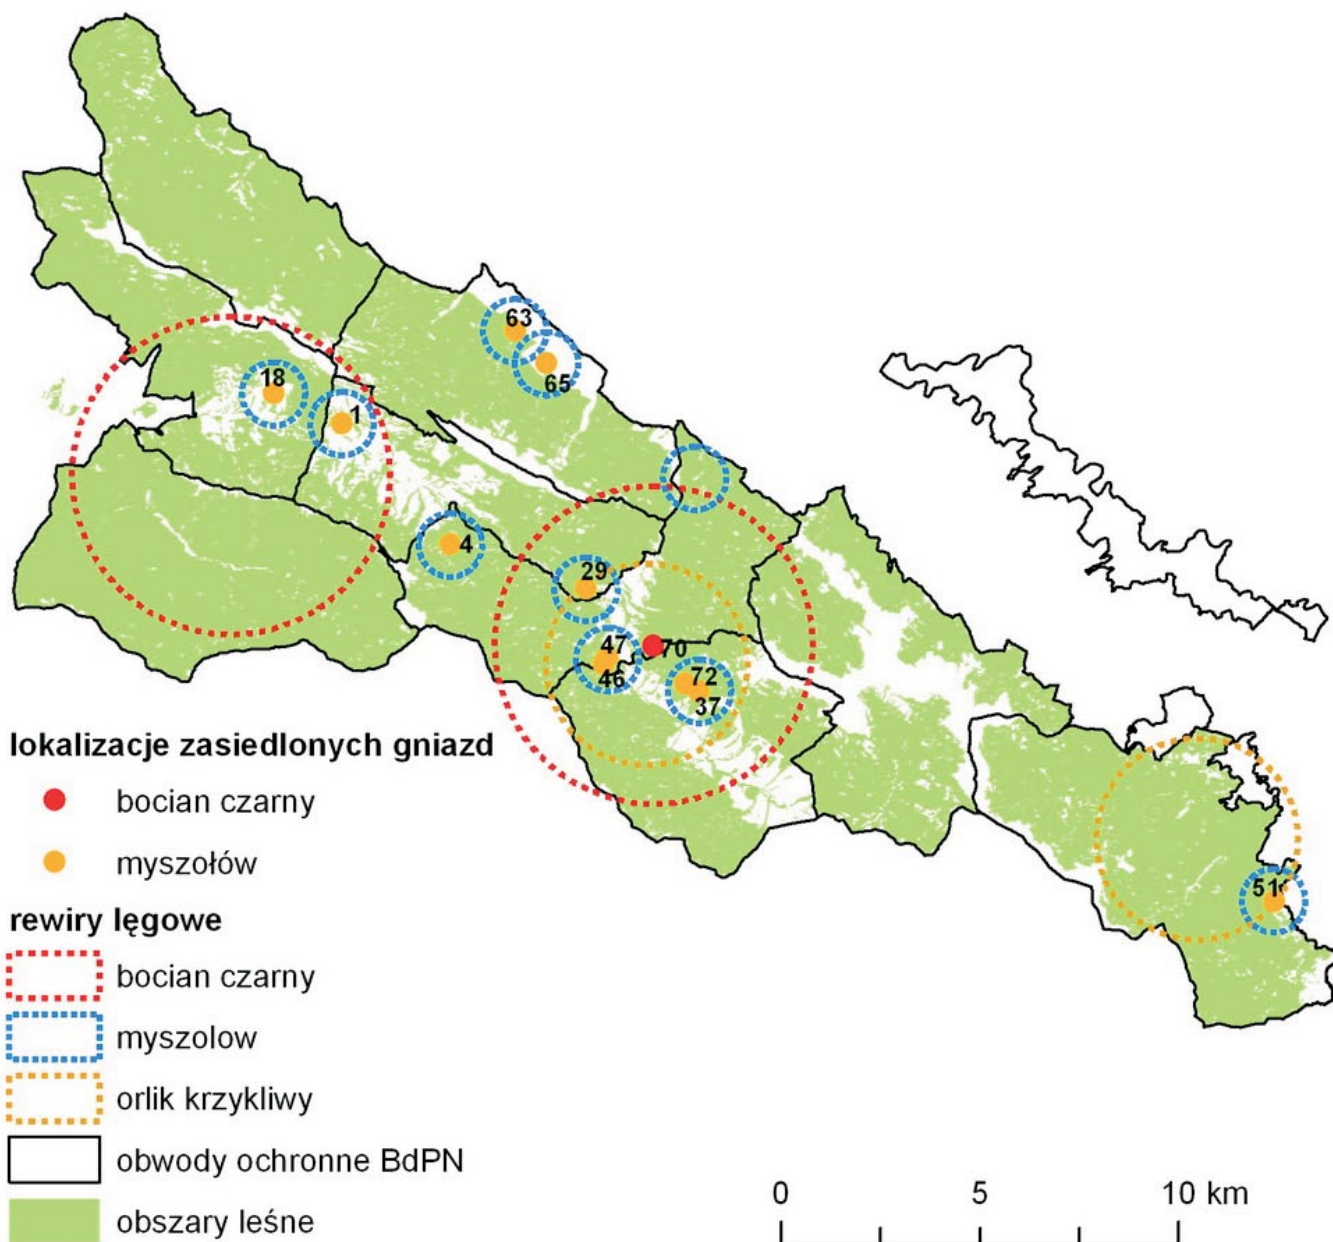 63
65
18
1
4
29
47
46
70
72
37
51
lokalizacje zasiedlonych gniazd
bocian czarny
myszołów
rewiry lęgowe
bocian czarny
myszolow
orlik krzykliwy
obwody ochronne BdPN
obszary leśne
0 5 10 km